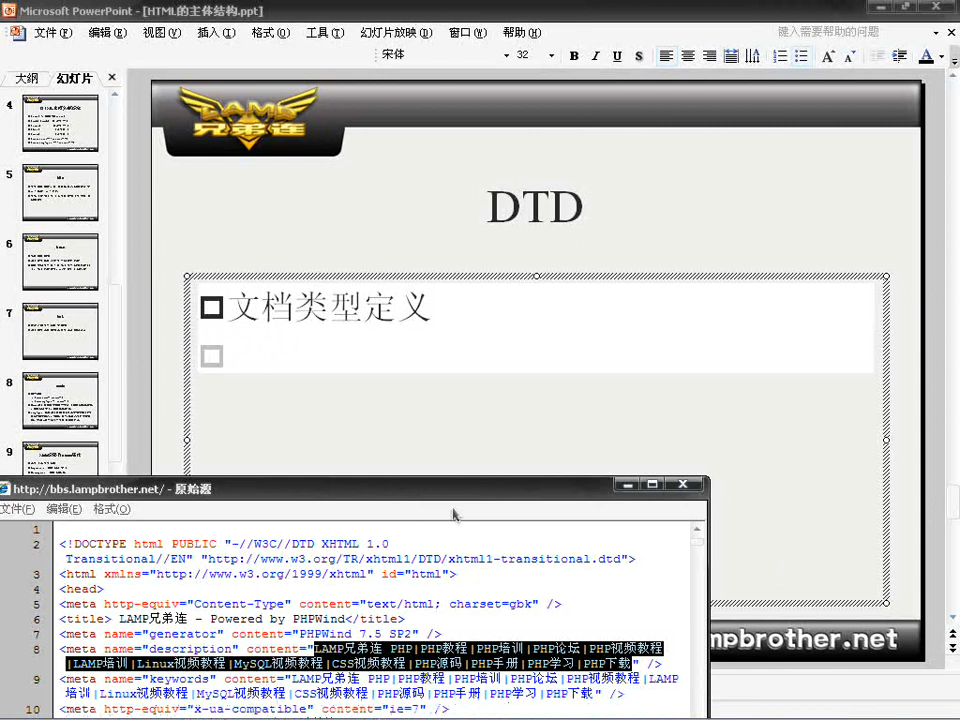 Microsoft PowerPoint - [HTML的主体结构.ppt]
文件(F) 编辑(E) 视图(V) 插入(I) 格式(O) 工具(T) 幻灯片放映(D) 窗口(W) 帮助(H) 键入需要帮助的问题
宋体 32 B I U S A A A
大纲 幻灯片
4
5
6
7
8
9
LAMP
兄弟连
DTD
文档类型定义
mpbrother.net
http://bbs.lampbrother.net/ - 原始源
文件(F) 编辑(E) 格式(O)
1
2 <!DOCTYPE html PUBLIC "-//W3C//DTD XHTML 1.0
Transitional//EN" "http://www.w3.org/TR/xhtml1/DTD/xhtml1-transitional.dtd">
3 <html xmlns="http://www.w3.org/1999/xhtml" id="html">
4 <head>
5 <meta http-equiv="Content-Type" content="text/html; charset=gbk" />
6 <title> LAMP兄弟连 - Powered by PHPWind</title>
7 <meta name="generator" content="PHPWind 7.5 SP2" />
8 <meta name="description" content="LAMP兄弟连 PHP|PHP教程|PHP培训|PHP论坛|PHP视频教程
|LAMP培训|Linux视频教程|MySQL视频教程|CSS视频教程|PHP源码|PHP手册|PHP学习|PHP下载" />
9 <meta name="keywords" content="LAMP兄弟连 PHP|PHP教程|PHP培训|PHP论坛|PHP视频教程|LAMP
培训|Linux视频教程|MySQL视频教程|CSS视频教程|PHP源码|PHP手册|PHP学习|PHP下载" />
10 <meta http-equiv="x-ua-compatible" content="ie=7" />